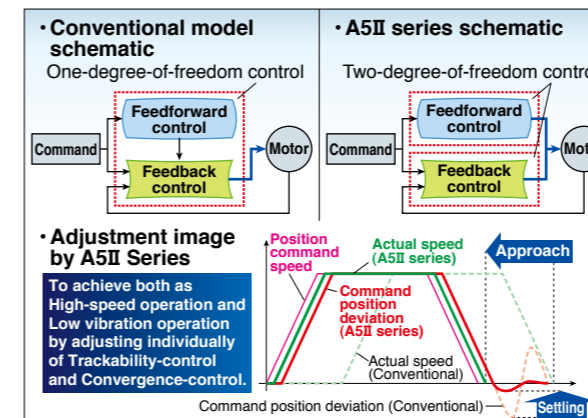 · Conventional model
schematic
One-degree-of-freedom control
Feedforward
control
Command
Motor
Feedback
control
· A5II series schematic
Two-degree-of-freedom contro
Feedforward
control
Command
Mot
Feedback
control
· Adjustment image
by A5II Series
To achieve both as
High-speed operation and
Low vibration operation
by adjusting individually
of Trackability-control
and Convergence-control.
Position
command
speed
Actual speed
(A5II series)
Command
position
deviation
(A5II series)
Approach
Actual speed
(Conventional)
Command position deviation (Conventional)
Settling